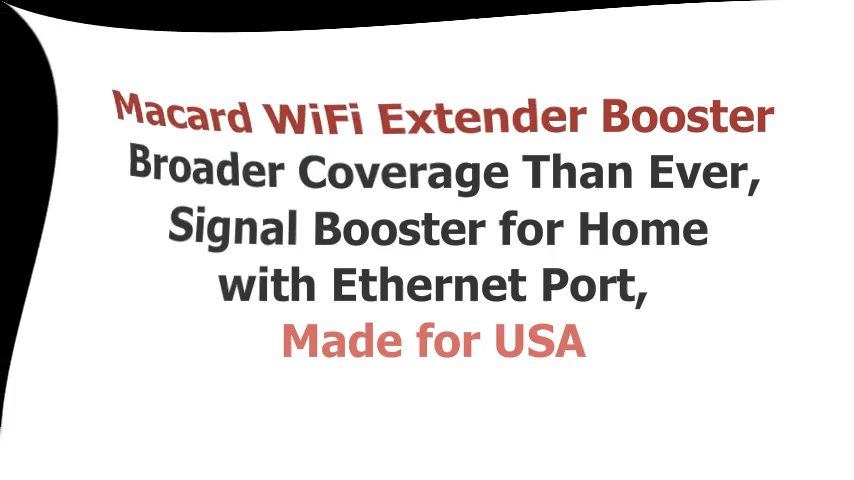 Macard WiFi Extender Booster
Broader Coverage Than Ever,
Signal Booster for Home
with Ethernet Port,
Made for USA